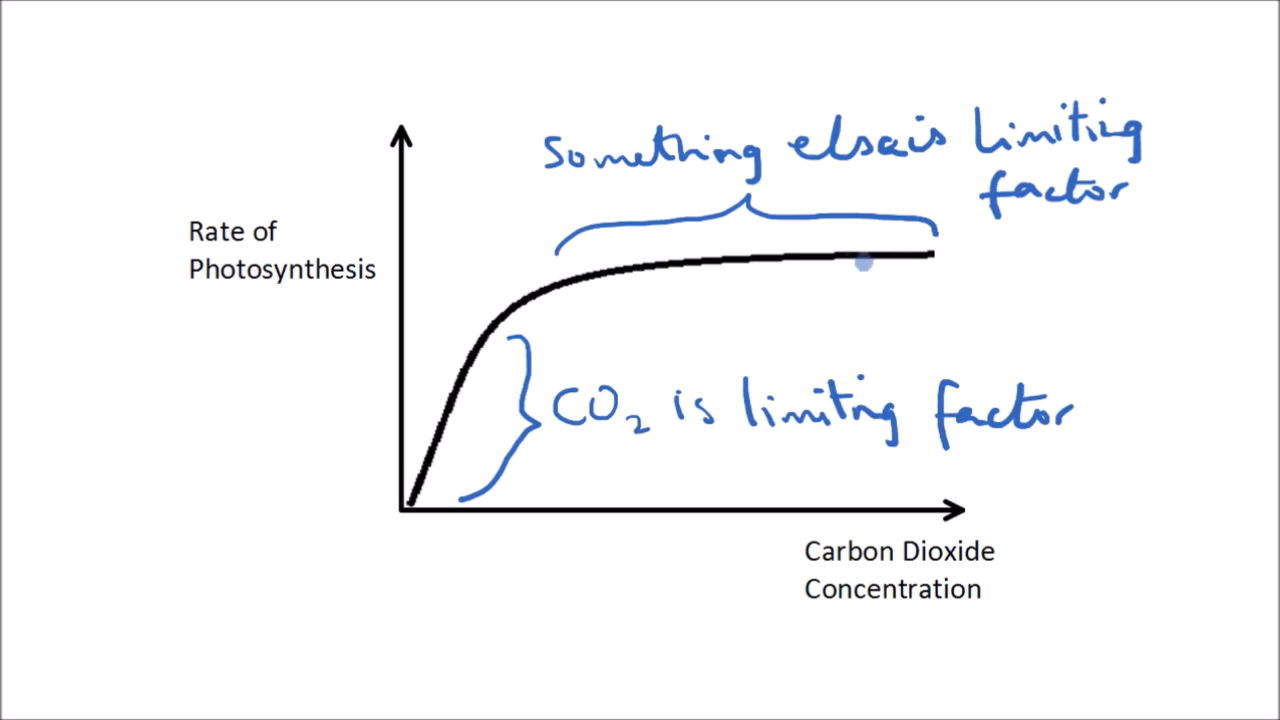 Something else is limiting
factor
Rate of
Photosynthesis
CO₂ is limiting factor
Carbon Dioxide
Concentration